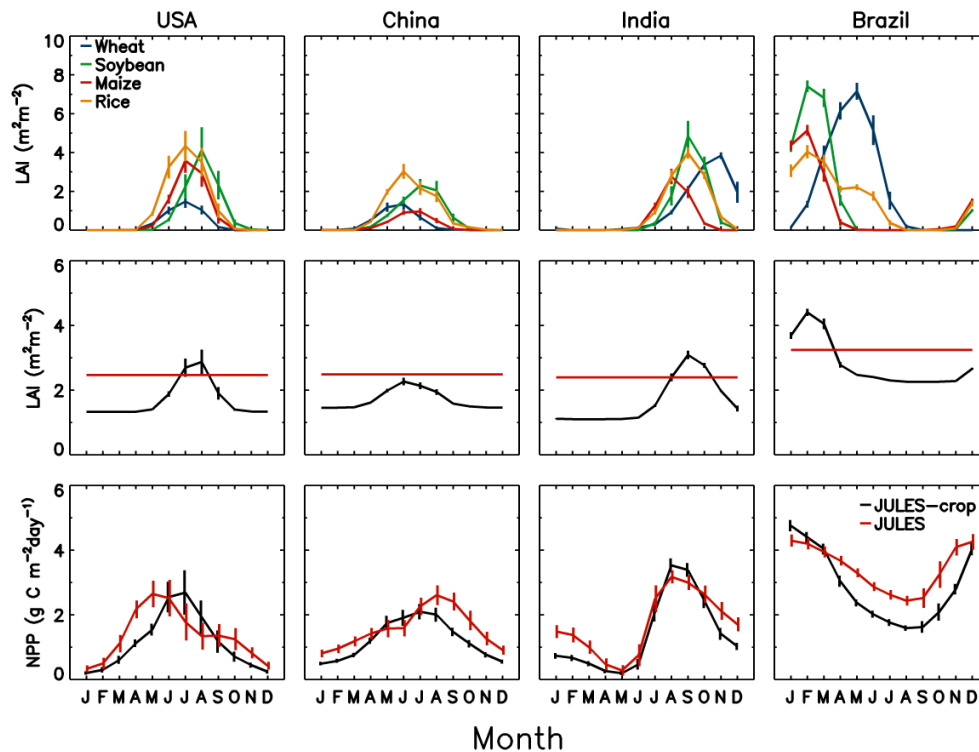 USA China India Brazil
10
8
6
4
2
0
LAI (m²m⁻²)
Wheat
Soybean
Maize
Rice
6
4
2
0
LAI (m²m⁻²)
6
4
2
0
NPP (g C m⁻²day⁻¹)
JULES-crop
JULES
J F M A M J J A S O N D J F M A M J J A S O N D J F M A M J J A S O N D J F M A M J J A S O N D
Month